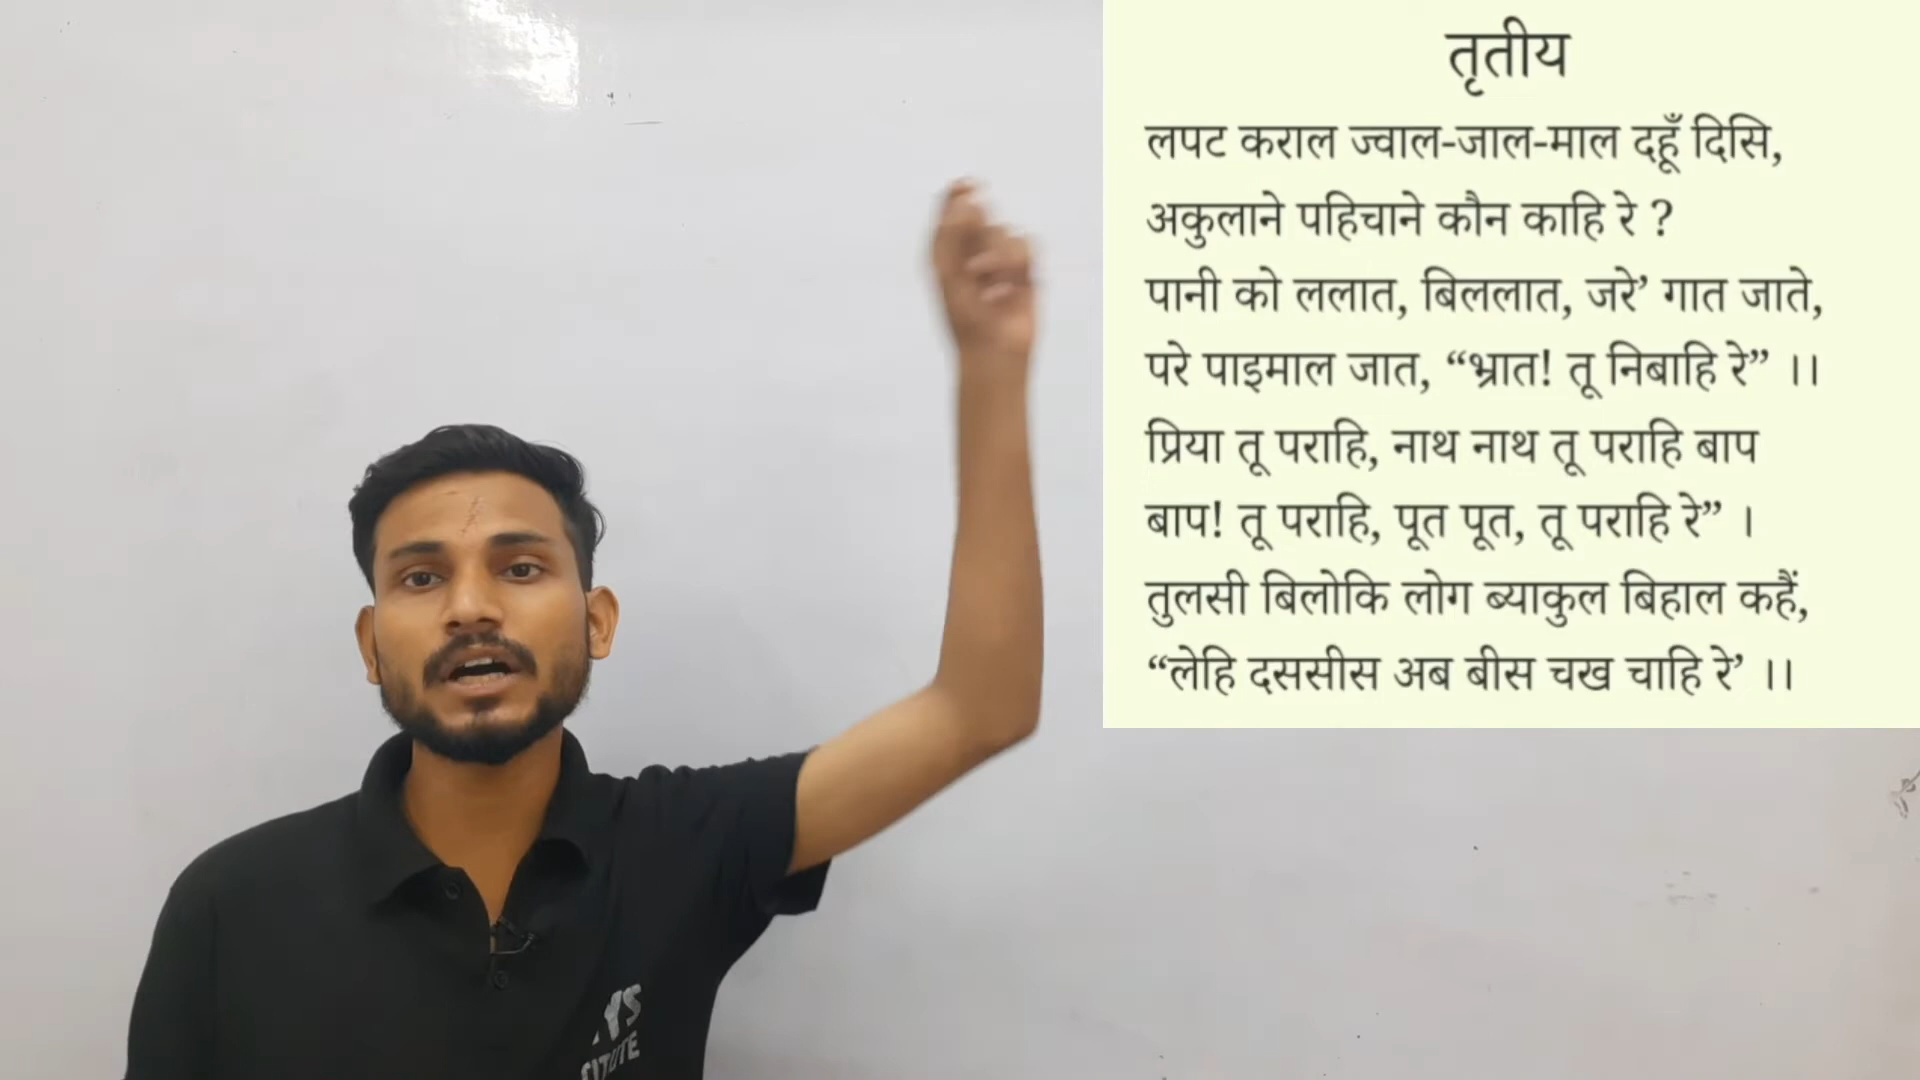 तृतीय
लपट कराल ज्वाल-जाल-माल दहूँ दिसि,
अकुलाने पहिचाने कौन काहि रे ?
पानी को ललात, बिललात, जरे’ गात जाते,
परे पाइमाल जात, “भ्रात! तू निबाहि रे” ।।
प्रिया तू पराहि, नाथ नाथ तू पराहि बाप
बाप! तू पराहि, पूत पूत, तू पराहि रे” ।
तुलसी बिलोकि लोग ब्याकुल बिहाल कहैं,
“लेहि दससीस अब बीस चख चाहि रे’ ।।